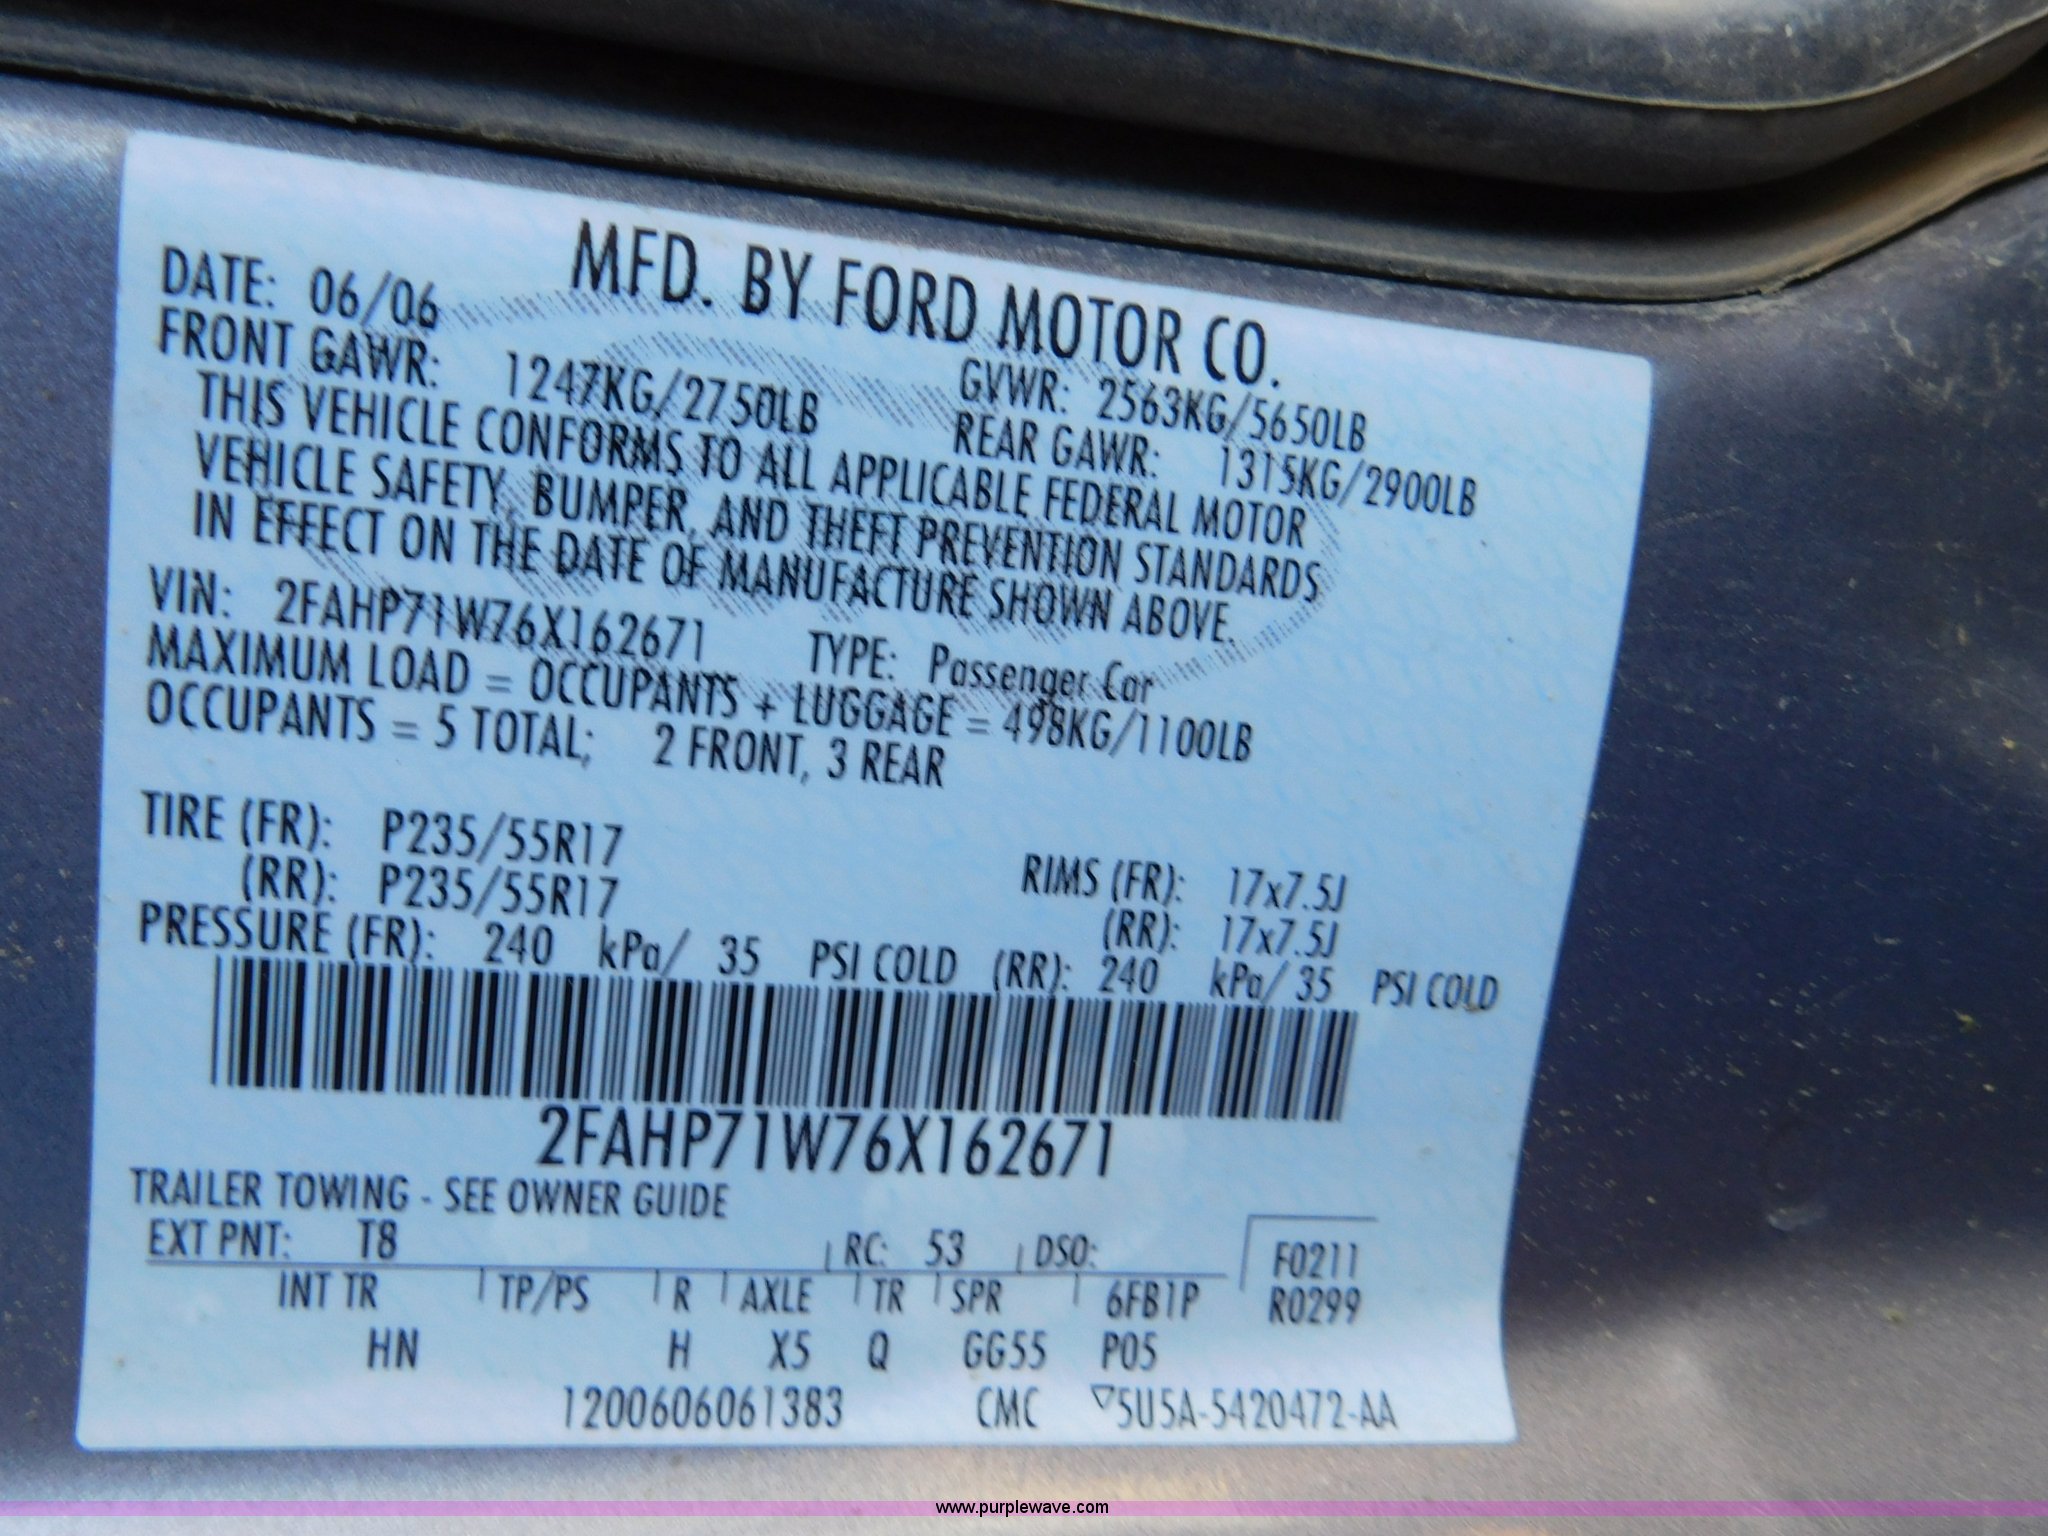 MFD. BY FORD MOTOR CO.
DATE: 06/06 GVWR: 2563KG/5650LB
FRONT GAWR: 1247KG/2750LB REAR GAWR: 1315KG/2900LB
THIS VEHICLE CONFORMS TO ALL APPLICABLE FEDERAL MOTOR
VEHICLE SAFETY, BUMPER, AND THEFT PREVENTION STANDARDS
IN EFFECT ON THE DATE OF MANUFACTURE SHOWN ABOVE.
VIN: 2FAHP71W76X162671 TYPE: Passenger Car
MAXIMUM LOAD = OCCUPANTS + LUGGAGE = 498KG/1100LB
OCCUPANTS = 5 TOTAL; 2 FRONT, 3 REAR
TIRE (FR): P235/55R17 RIMS (FR): 17x7.5J
(RR): P235/55R17 (RR): 17x7.5J
PRESSURE (FR): 240 kPa/ 35 PSI COLD (RR): 240 kPa/ 35 PSI COLD
2FAHP71W76X162671
TRAILER TOWING - SEE OWNER GUIDE
EXT PNT: T8 RC: 53 DSO: F0211
INT TR TP/PS R AXLE TR SPR 6FB1P R0299
HN H X5 Q GG55 P05
1200606061383 CMC ▽5U5A-5420472-AA
www.purplewave.com